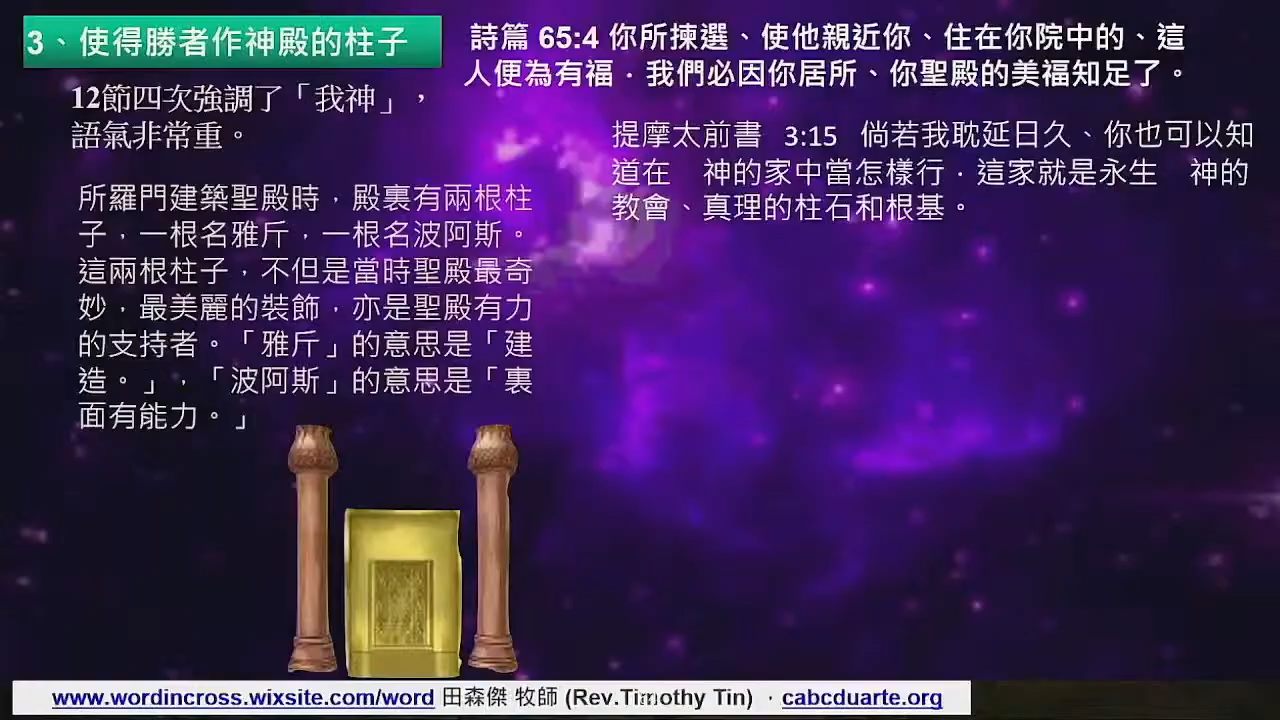 3、使得勝者作神殿的柱子
12節四次強調了「我神」，
語氣非常重。
所羅門建築聖殿時，殿裏有兩根柱
子，一根名雅斤，一根名波阿斯。
這兩根柱子，不但是當時聖殿最奇
妙，最美麗的裝飾，亦是聖殿有力
的支持者。「雅斤」的意思是「建
造。」，「波阿斯」的意思是「裏
面有能力。」
詩篇 65:4 你所揀選、使他親近你、住在你院中的、這
人便為有福．我們必因你居所、你聖殿的美福知足了。
提摩太前書 3:15 倘若我耽延日久、你也可以知
道在　神的家中當怎樣行．這家就是永生　神的
教會、真理的柱石和根基。
www.wordincross.wixsite.com/word 田森傑 牧師 (Rev.Timothy Tin) ，cabcduarte.org